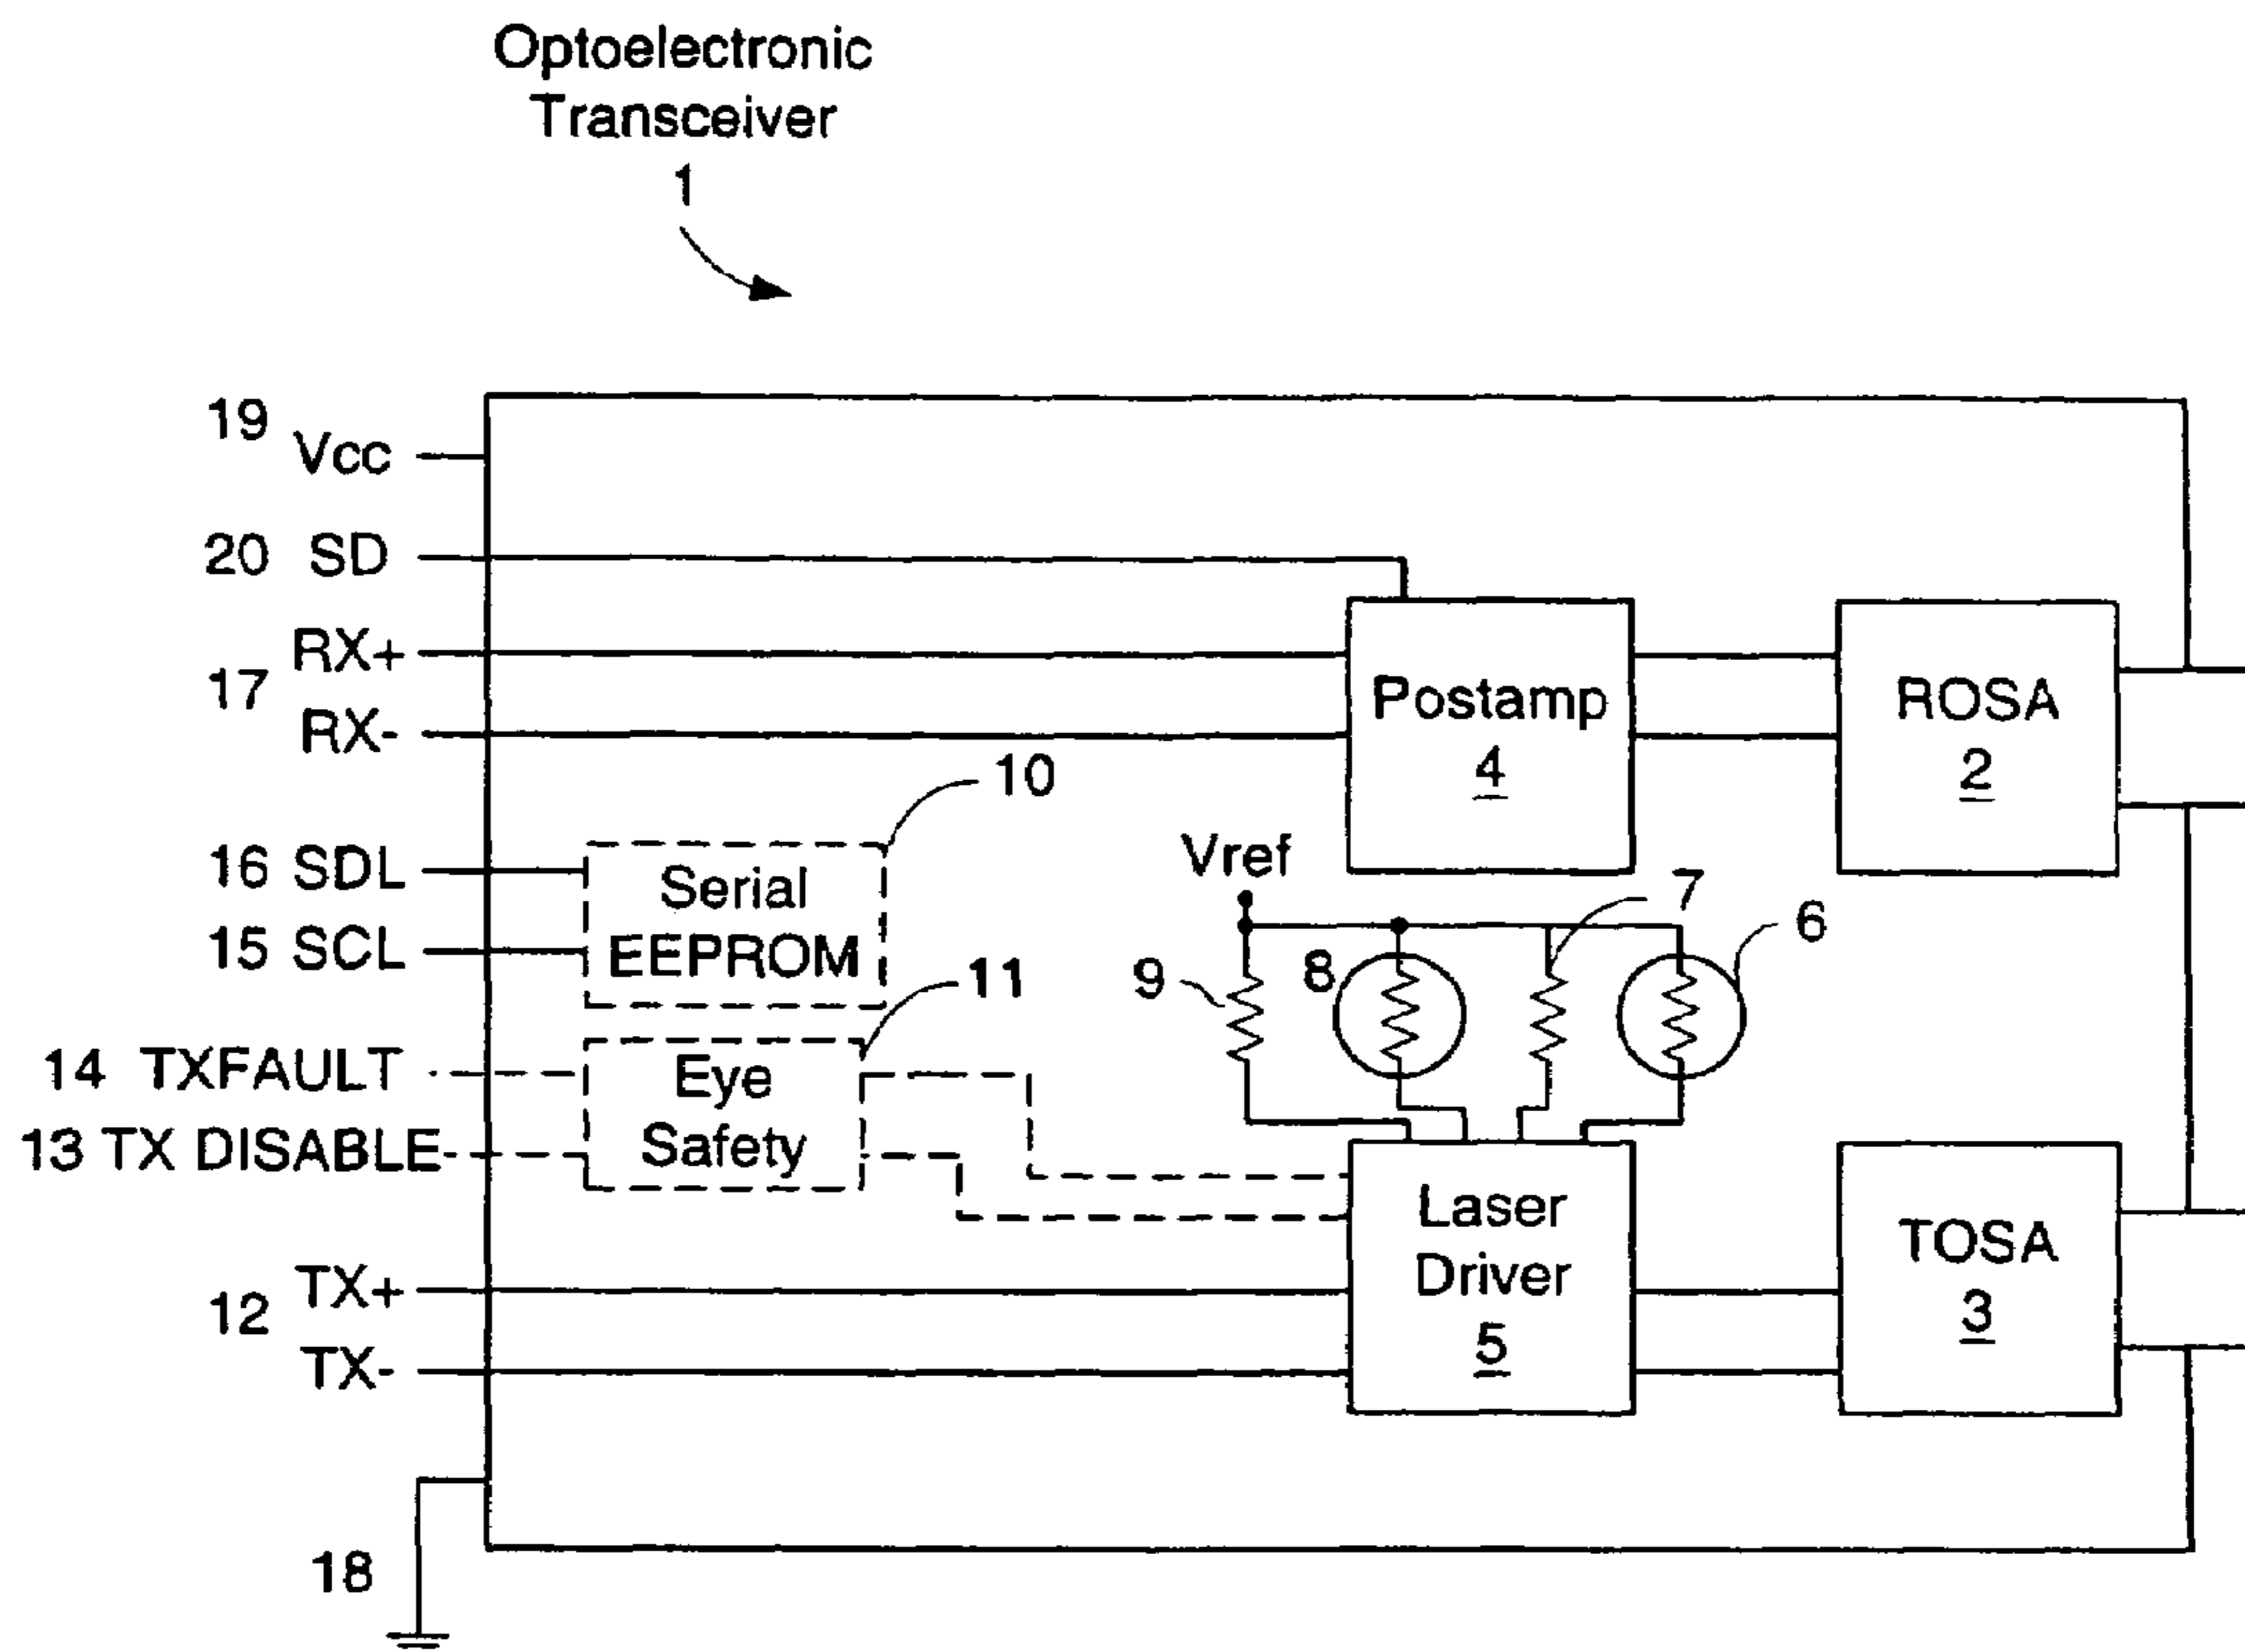 Optoelectronic
Transceiver
1
19
Vcc
20 SD
RX+
17
RX-
Postamp
4
ROSA
2
10
16 SDL
15 SCL
Serial
EEPROM
Vref
7
6
9
8
11
14 TXFAULT
13 TX DISABLE
Eye
Safety
Laser
Driver
5
TOSA
3
TX+
12
TX-
18